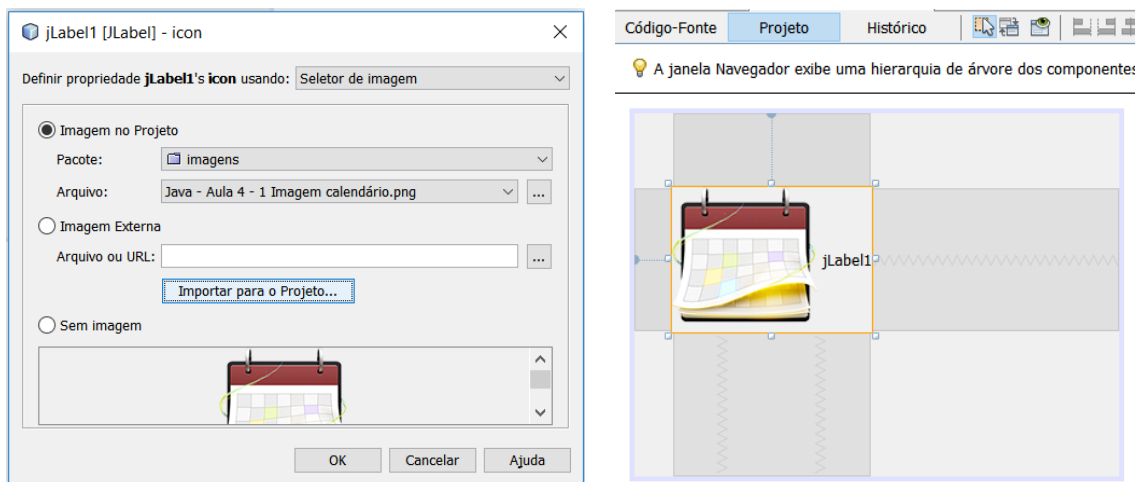 jLabel1 [JLabel] - icon
Definir propriedade jLabel1's icon usando: Seletor de imagem
Imagem no Projeto
Pacote: imagens
Arquivo: Java - Aula 4 - 1 Imagem calendário.png ...
Imagem Externa
Arquivo ou URL: ...
Importar para o Projeto...
Sem imagem
OK Cancelar Ajuda
Código-Fonte Projeto Histórico
A janela Navegador exibe uma hierarquia de árvore dos componentes
jLabel1